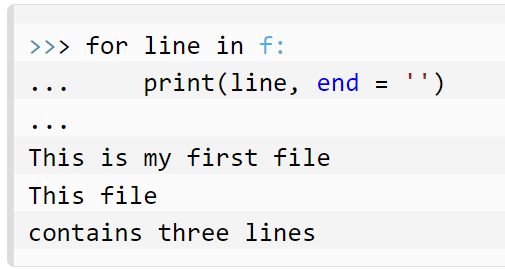 >>> for line in f:
...     print(line, end = '')
...
This is my first file
This file
contains three lines